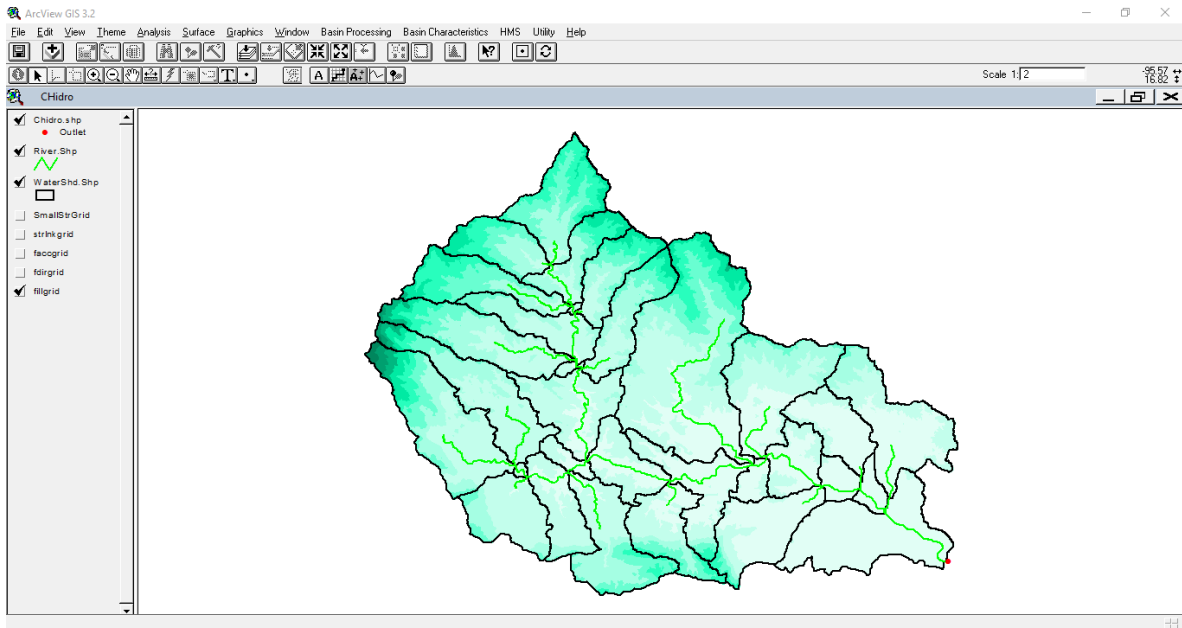 ArcView GIS 3.2
File Edit View Theme Analysis Surface Graphics Window Basin Processing Basin Characteristics HMS Utility Help
T A A
Scale 1: 2
-95.57
16.82
CHidro
Chidro.shp
Outlet
River.Shp
WaterShd.Shp
SmallStrGrid
strlnkgrid
facogrid
fdirgrid
fillgrid